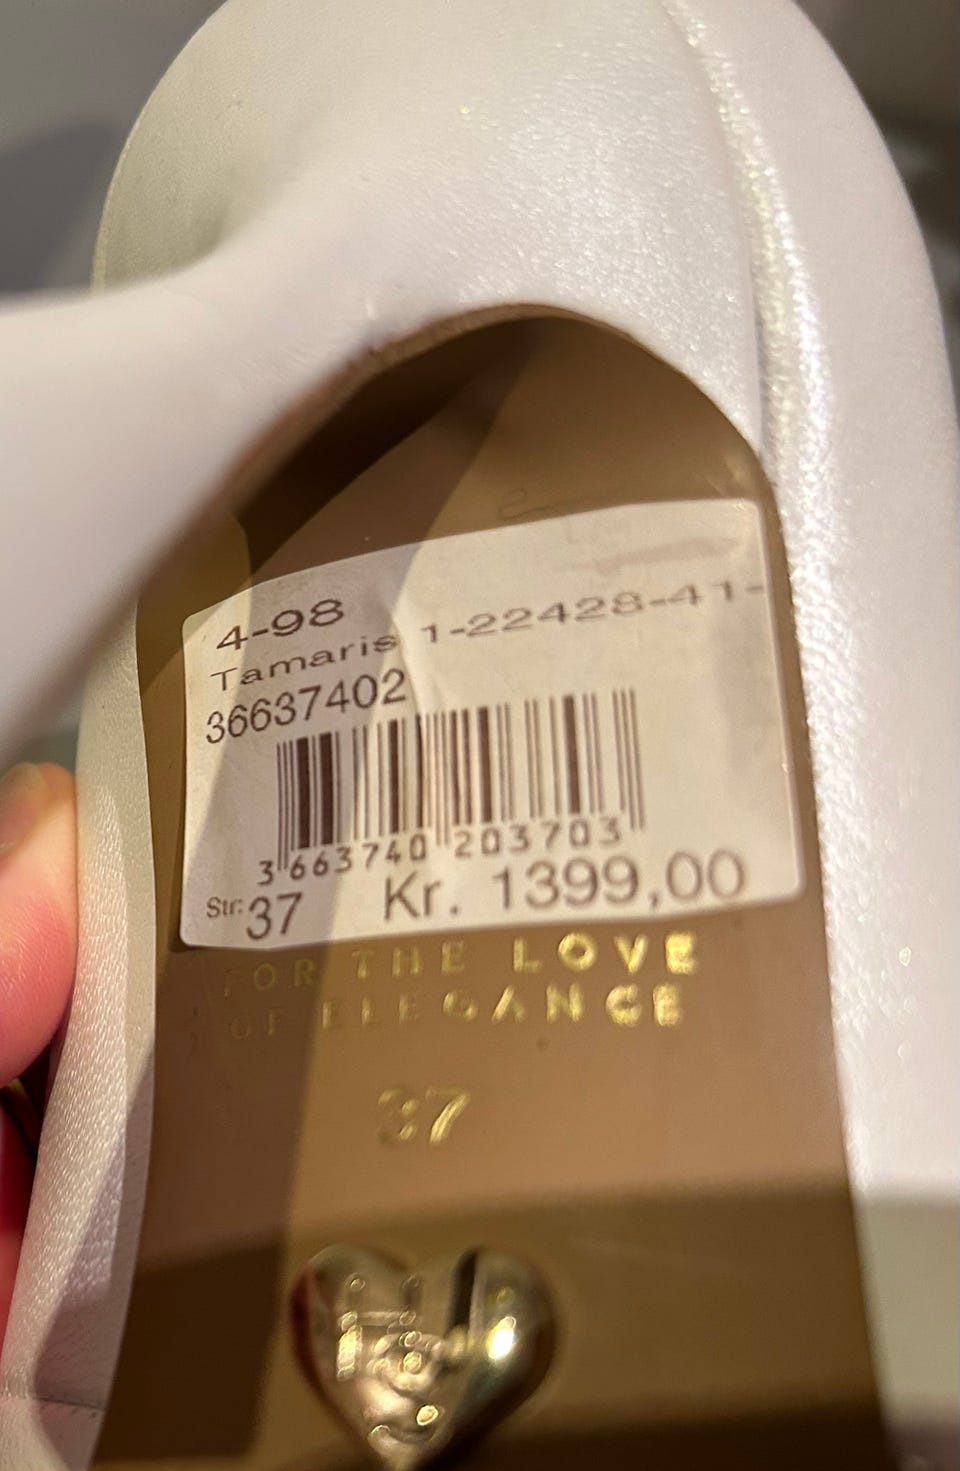 4-98
Tamaris 1-22428-41-
36637402
3 663740 203703
Str: 37 Kr. 1399,00
FOR THE LOVE
OF ELEGANCE
37